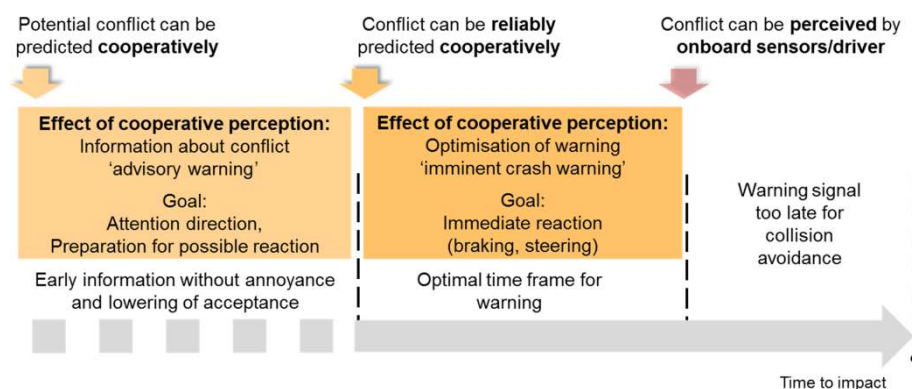 Potential conflict can be
predicted cooperatively
Conflict can be reliably
predicted cooperatively
Conflict can be perceived by
onboard sensors/driver
Effect of cooperative perception:
Information about conflict
‘advisory warning’
Goal:
Attention direction,
Preparation for possible reaction
Effect of cooperative perception:
Optimisation of warning
‘imminent crash warning’
Goal:
Immediate reaction
(braking, steering)
Warning signal
too late for
collision
avoidance
Early information without annoyance
and lowering of acceptance
Optimal time frame for
warning
Time to impact